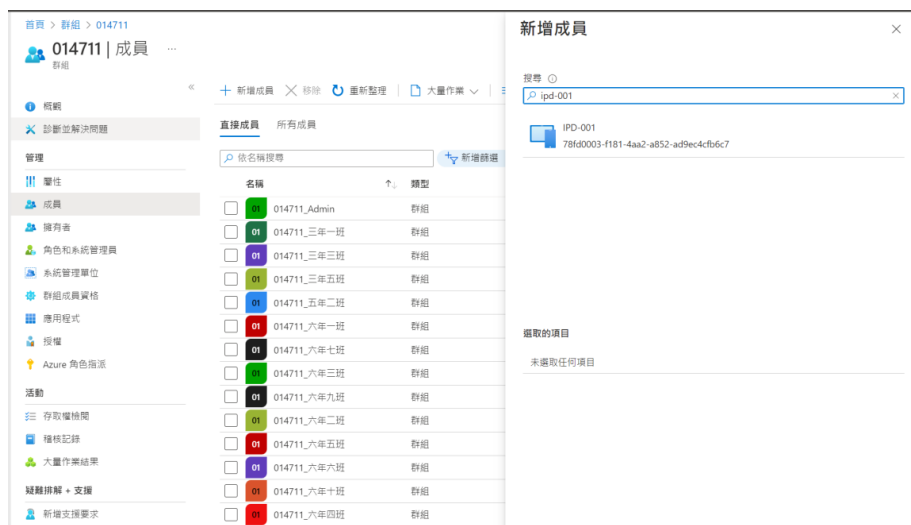 首頁 > 群組 > 014711
014711 | 成員 ...
群組
«
概觀
診斷並解決問題
管理
屬性
成員
擁有者
角色和系統管理員
系統管理單位
群組成員資格
應用程式
授權
Azure 角色指派
活動
存取權檢閱
稽核記錄
大量作業結果
疑難排解 + 支援
新增支援要求
新增成員 移除 重新整理 大量作業
直接成員 所有成員
依名稱搜尋 新增篩選
名稱 ↑↓ 類型
01 014711_Admin 群組
01 014711_三年一班 群組
01 014711_三年三班 群組
01 014711_三年五班 群組
01 014711_五年二班 群組
01 014711_六年一班 群組
01 014711_六年七班 群組
01 014711_六年三班 群組
01 014711_六年九班 群組
01 014711_六年二班 群組
01 014711_六年五班 群組
01 014711_六年六班 群組
01 014711_六年十班 群組
01 014711_六年四班 群組
新增成員
搜尋
ipd-001
IPD-001
78fd0003-f181-4aa2-a852-ad9ec4cfb6c7
選取的項目
未選取任何項目